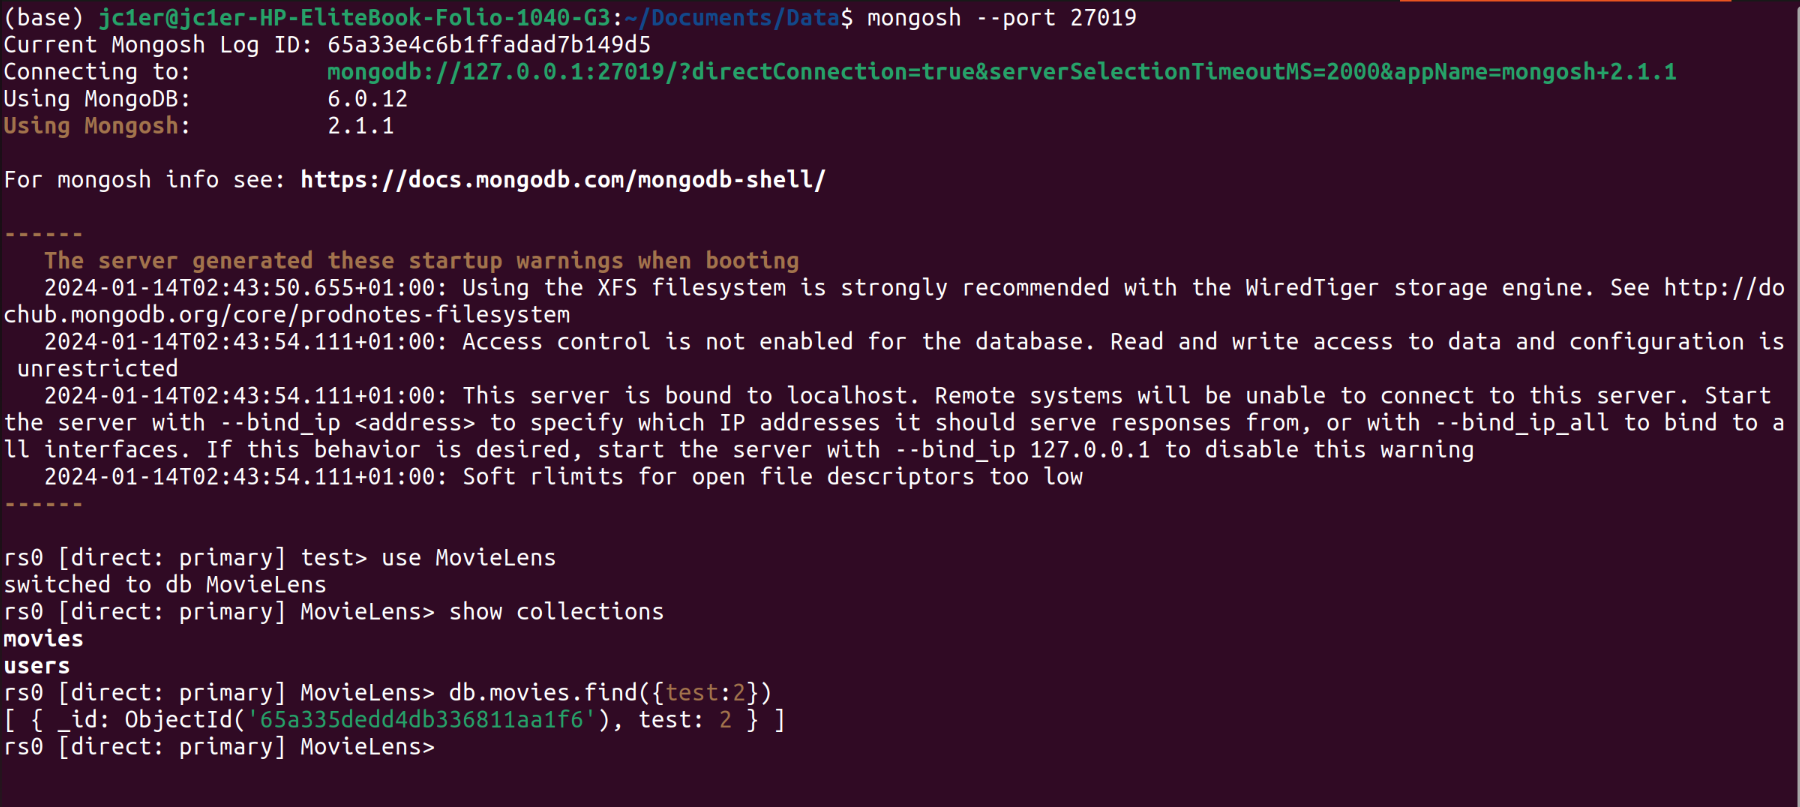 (base) jc1er@jc1er-HP-EliteBook-Folio-1040-G3:~/Documents/Data$ mongosh --port 27019
Current Mongosh Log ID: 65a33e4c6b1ffadad7b149d5
Connecting to:          mongodb://127.0.0.1:27019/?directConnection=true&serverSelectionTimeoutMS=2000&appName=mongosh+2.1.1
Using MongoDB:          6.0.12
Using Mongosh:          2.1.1
For mongosh info see: https://docs.mongodb.com/mongodb-shell/
------
   The server generated these startup warnings when booting
   2024-01-14T02:43:50.655+01:00: Using the XFS filesystem is strongly recommended with the WiredTiger storage engine. See http://do
chub.mongodb.org/core/prodnotes-filesystem
   2024-01-14T02:43:54.111+01:00: Access control is not enabled for the database. Read and write access to data and configuration is
 unrestricted
   2024-01-14T02:43:54.111+01:00: This server is bound to localhost. Remote systems will be unable to connect to this server. Start
the server with --bind_ip <address> to specify which IP addresses it should serve responses from, or with --bind_ip_all to bind to a
ll interfaces. If this behavior is desired, start the server with --bind_ip 127.0.0.1 to disable this warning
   2024-01-14T02:43:54.111+01:00: Soft rlimits for open file descriptors too low
------
rs0 [direct: primary] test> use MovieLens
switched to db MovieLens
rs0 [direct: primary] MovieLens> show collections
movies
users
rs0 [direct: primary] MovieLens> db.movies.find({test:2})
[ { _id: ObjectId('65a335dedd4db336811aa1f6'), test: 2 } ]
rs0 [direct: primary] MovieLens>